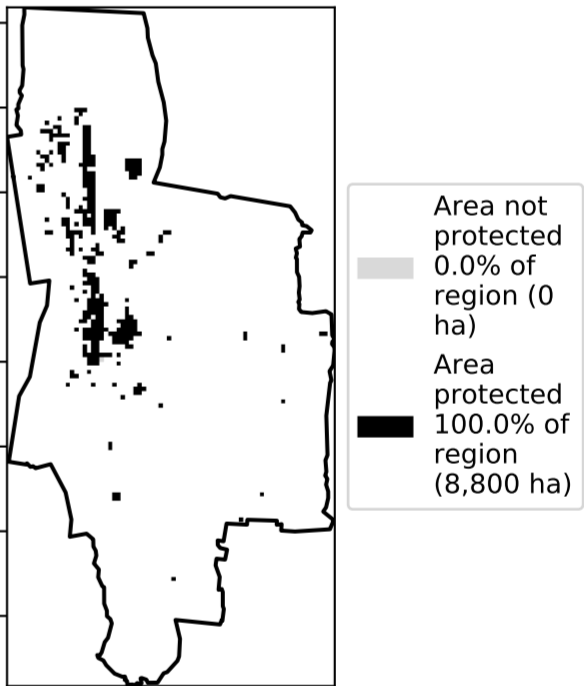 Area not
protected
0.0% of
region (0
ha)
Area
protected
100.0% of
region
(8,800 ha)